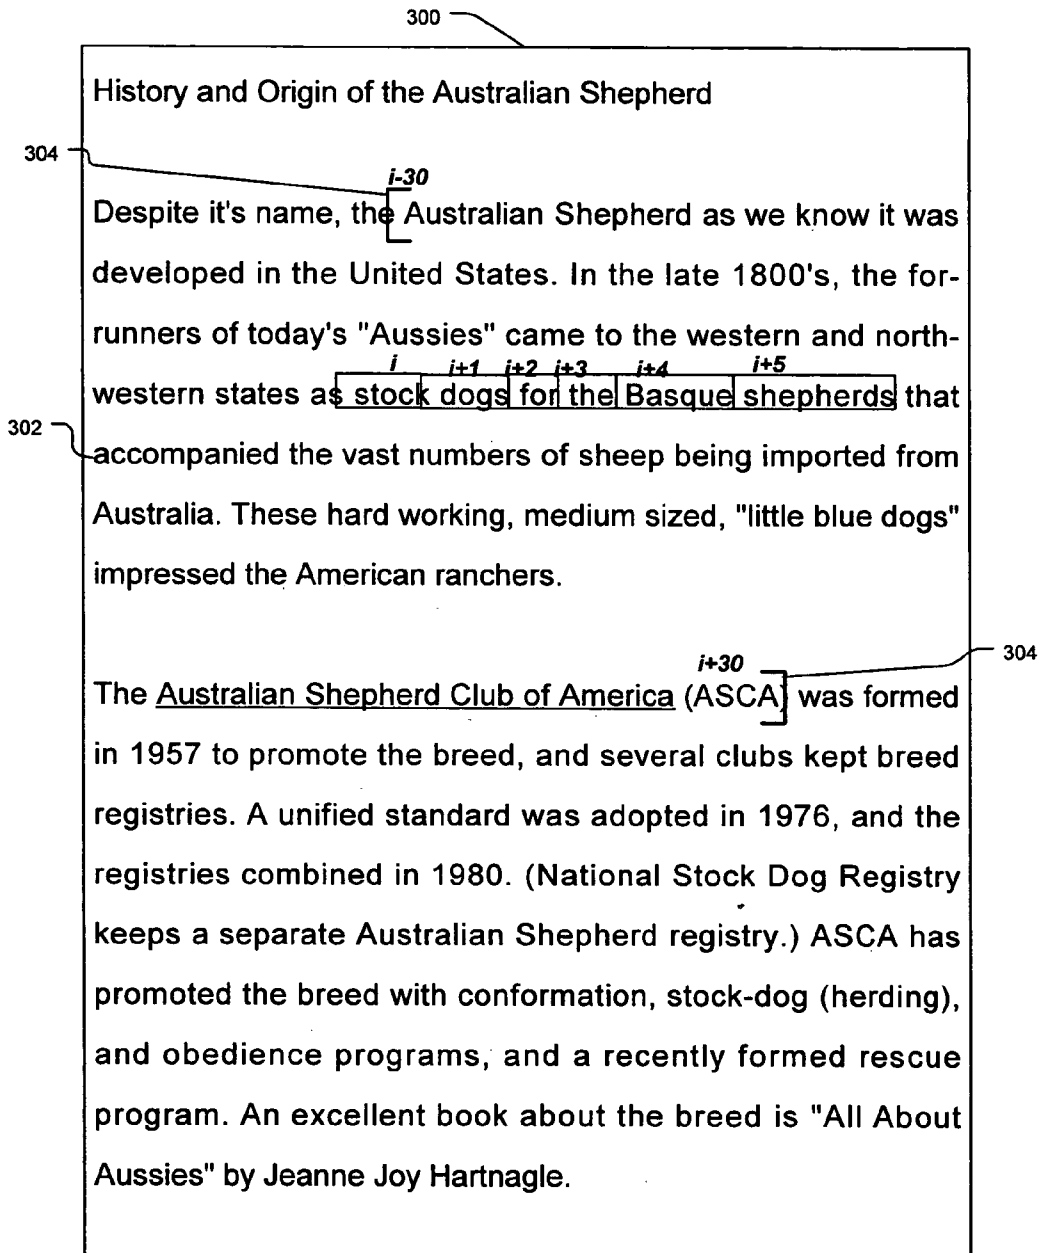 300
History and Origin of the Australian Shepherd
304
i-30
Despite it's name, the Australian Shepherd as we know it was
developed in the United States. In the late 1800's, the for-
runners of today's "Aussies" came to the western and north-
i i+1 i+2 i+3 i+4 i+5
western states as stock dogs for the Basque shepherds that
302
accompanied the vast numbers of sheep being imported from
Australia. These hard working, medium sized, "little blue dogs"
impressed the American ranchers.
i+30
304
The Australian Shepherd Club of America (ASCA) was formed
in 1957 to promote the breed, and several clubs kept breed
registries. A unified standard was adopted in 1976, and the
registries combined in 1980. (National Stock Dog Registry
keeps a separate Australian Shepherd registry.) ASCA has
promoted the breed with conformation, stock-dog (herding),
and obedience programs, and a recently formed rescue
program. An excellent book about the breed is "All About
Aussies" by Jeanne Joy Hartnagle.